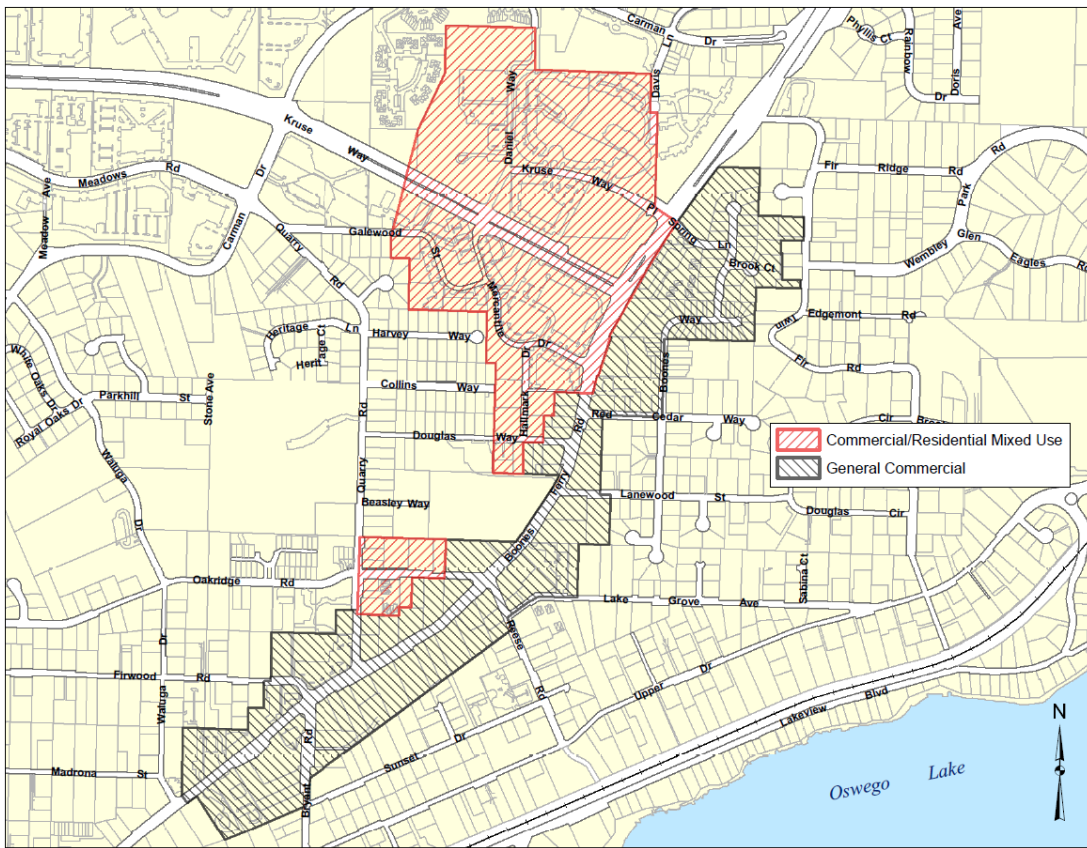 Carman Dr
Phyllis Ct
Rainbow
Dr
Doris Ave
Davis Ln
Daniel Way
Kruse Way
Kruse Way Pl
Meadows Rd
Meadow Ave
Carman Dr
Quarry Rd
Galewood St
Mercantile Dr
Spring Ln
Brook Ct
Fir Ridge Rd
Park Rd
Wembley
Glen Eagles Rd
Boones Way
Twin Fir Rd
Edgemont Rd
Heritage Ln
Heritage Ct
Harvey Way
Collins Way
Hallmark Dr
Douglas Way
White Oaks Dr
Royal Oaks Dr
Parkhill St
Stone Ave
Waluga Dr
Quarry Rd
Beasley Way
Boones Ferry Rd
Red Cedar Way
Cir
Lanewood St
Douglas Cir
Sabina Ct
Commercial/Residential Mixed Use
General Commercial
Oakridge Rd
Lake Grove Ave
Reese Rd
Upper Dr
Firwood Rd
Waluga Dr
Madrona St
Bryant Rd
Sunset Dr
Lakeview Blvd
Oswego Lake
N